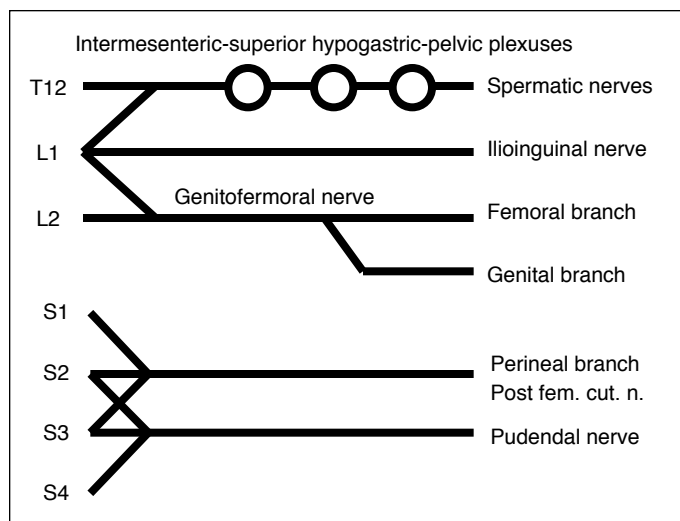 Intermesenteric-superior hypogastric-pelvic plexuses
T12
Spermatic nerves
L1
Ilioinguinal nerve
Genitofermoral nerve
L2
Femoral branch
Genital branch
S1
S2
Perineal branch
Post fem. cut. n.
S3
Pudendal nerve
S4